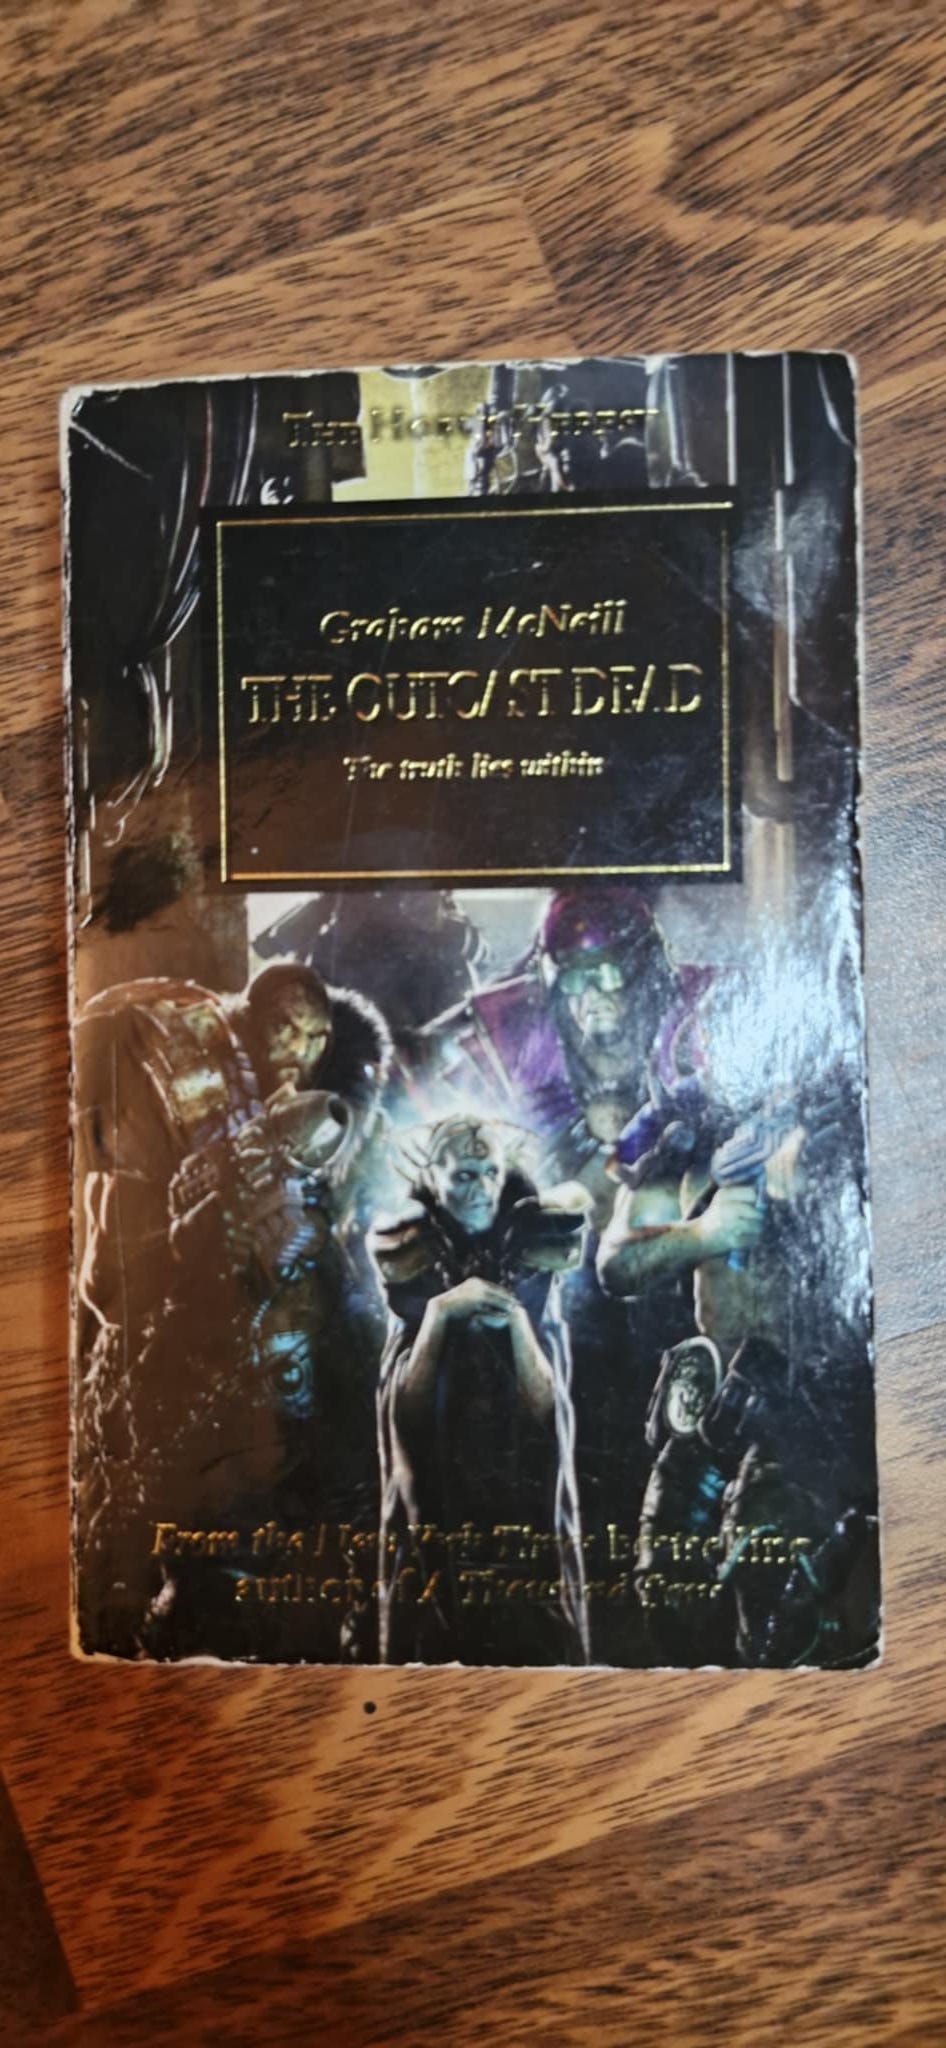 THE HORUS HERESY
Graham McNeill
THE OUTCAST DEAD
The truth lies within
From the New York Times bestselling
author of A Thousand Sons